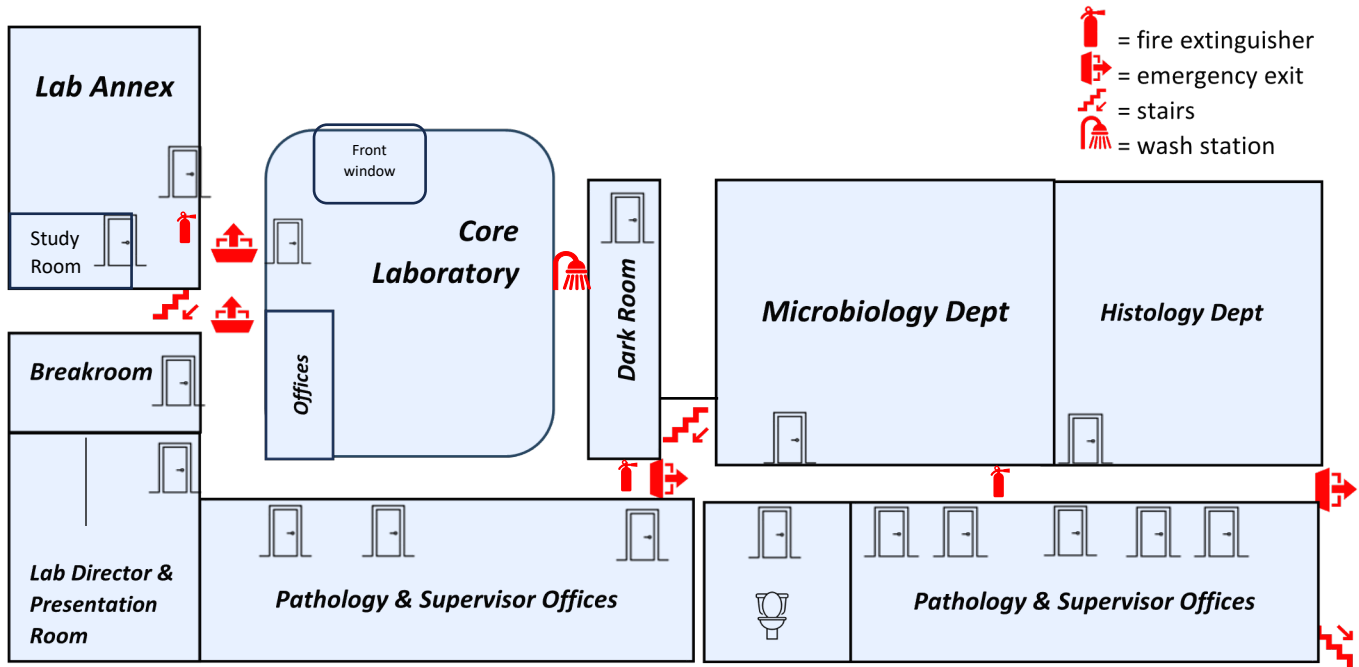 = fire extinguisher
= emergency exit
= stairs
= wash station
Lab Annex
Front
window
Study
Room
Core
Laboratory
Dark Room
Microbiology Dept
Histology Dept
Breakroom
Offices
Lab Director &
Presentation
Room
Pathology & Supervisor Offices
Pathology & Supervisor Offices